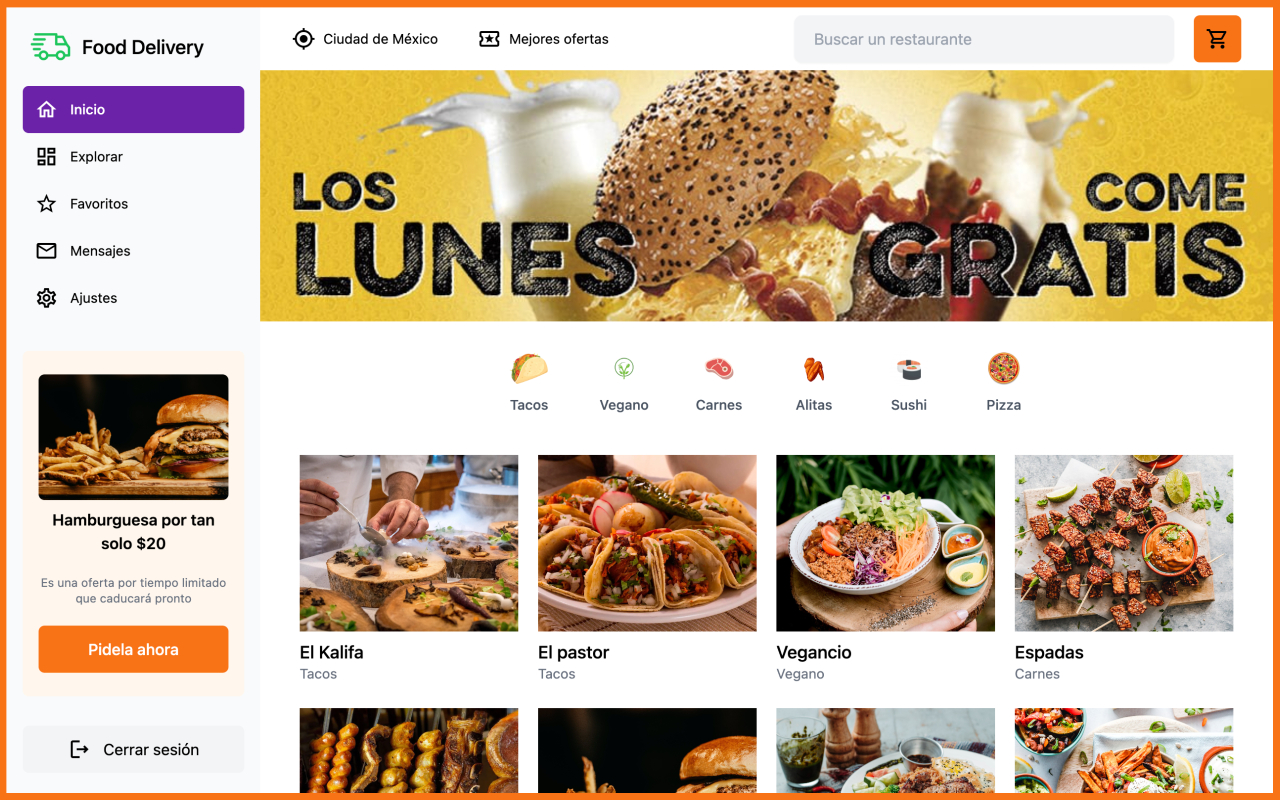 Food Delivery
Inicio
Explorar
Favoritos
Mensajes
Ajustes
Hamburguesa por tan
solo $20
Es una oferta por tiempo limitado
que caducará pronto
Pidela ahora
Cerrar sesión
Ciudad de México
Mejores ofertas
Buscar un restaurante
LOS
LUNES
COME
GRATIS
Tacos
Vegano
Carnes
Alitas
Sushi
Pizza
El Kalifa
Tacos
El pastor
Tacos
Vegancio
Vegano
Espadas
Carnes